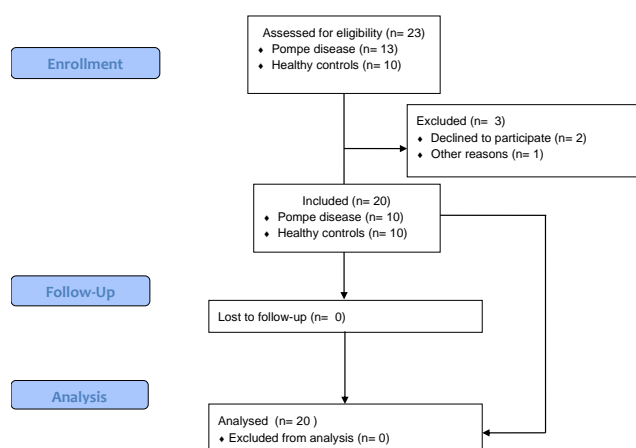 Assessed for eligibility (n= 23)
♦ Pompe disease (n= 13)
♦ Healthy controls (n= 10)
Enrollment
Excluded (n=  3)
♦ Declined to participate (n= 2)
♦ Other reasons (n= 1)
Included (n= 20)
♦ Pompe disease (n= 10)
♦ Healthy controls (n= 10)
Follow-Up
Lost to follow-up (n=  0)
Analysis
Analysed  (n= 20 )
♦ Excluded from analysis (n= 0)